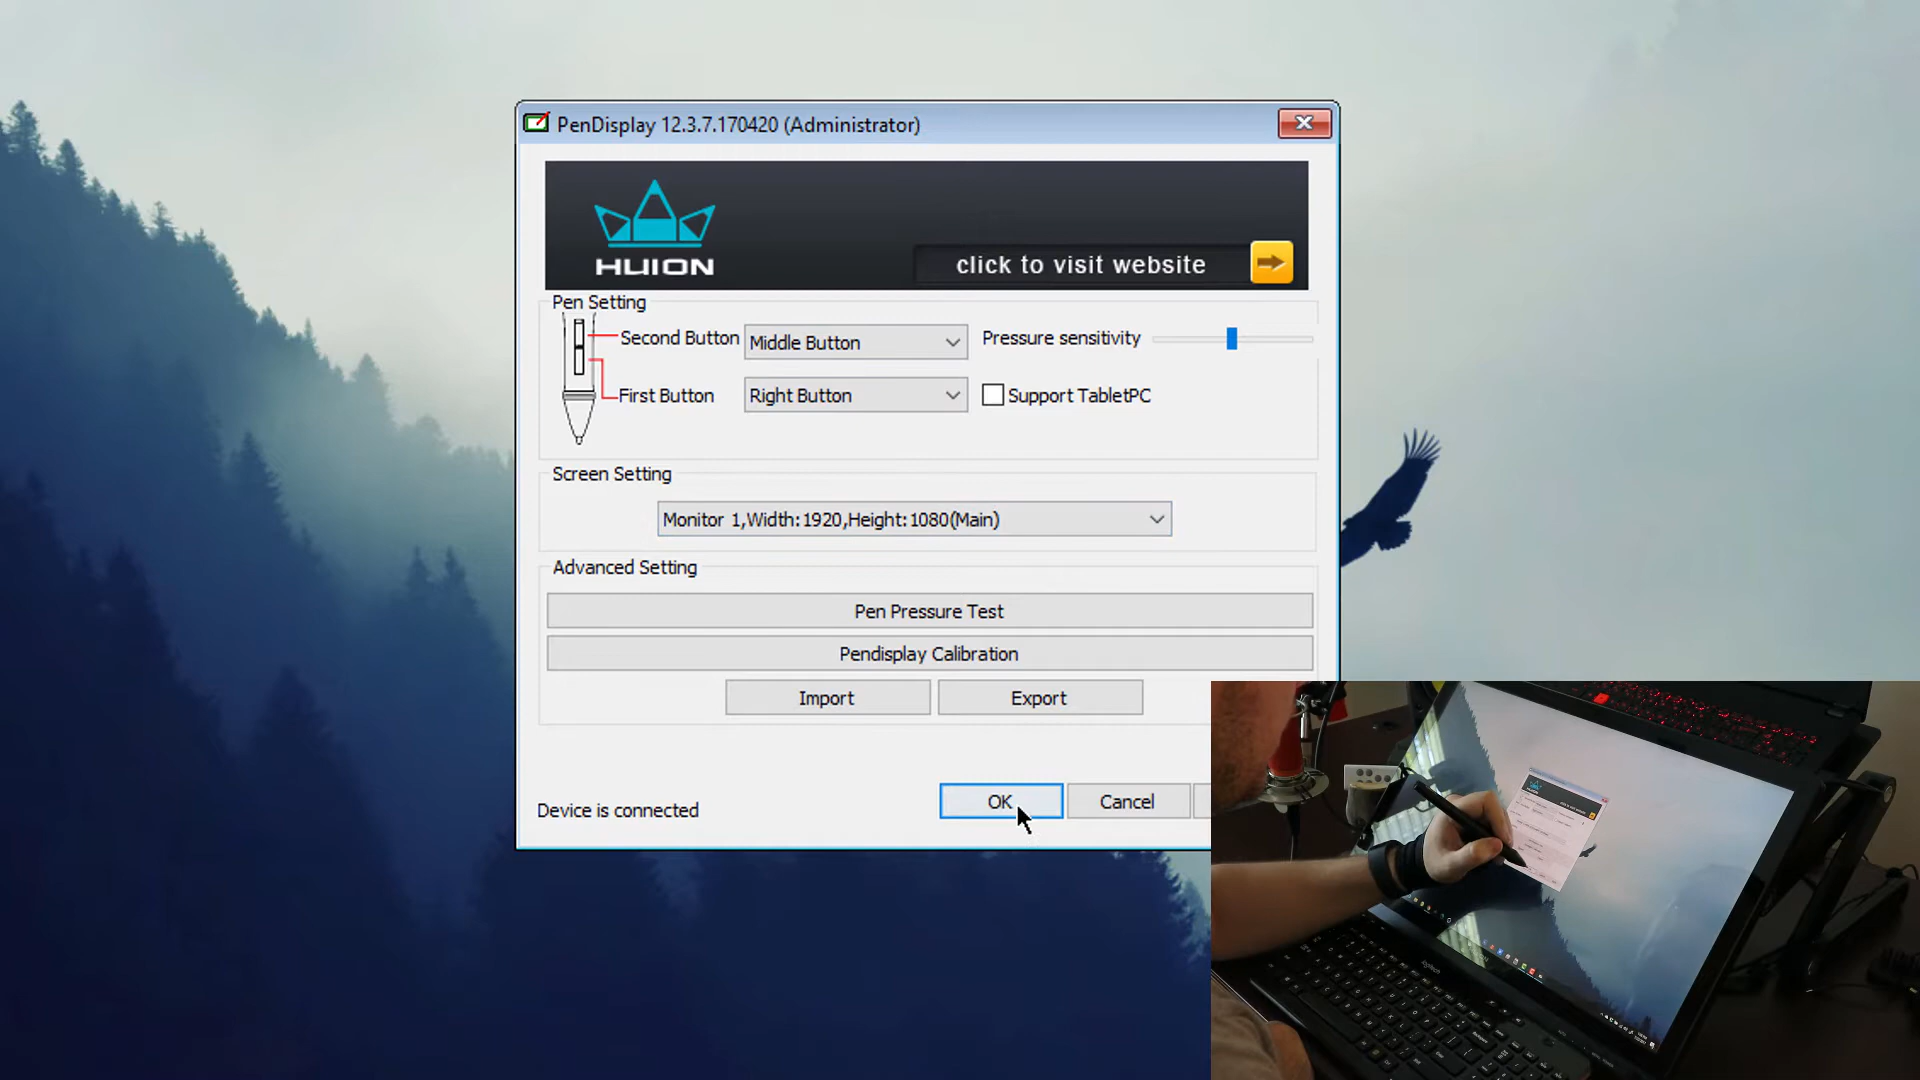 PenDisplay 12.3.7.170420 (Administrator)
HUION
click to visit website
Pen Setting
Second Button Middle Button Pressure sensitivity
First Button Right Button Support TabletPC
Screen Setting
Monitor 1,Width:1920,Height:1080(Main)
Advanced Setting
Pen Pressure Test
Pendisplay Calibration
Import Export
OK Cancel
Device is connected
logitech